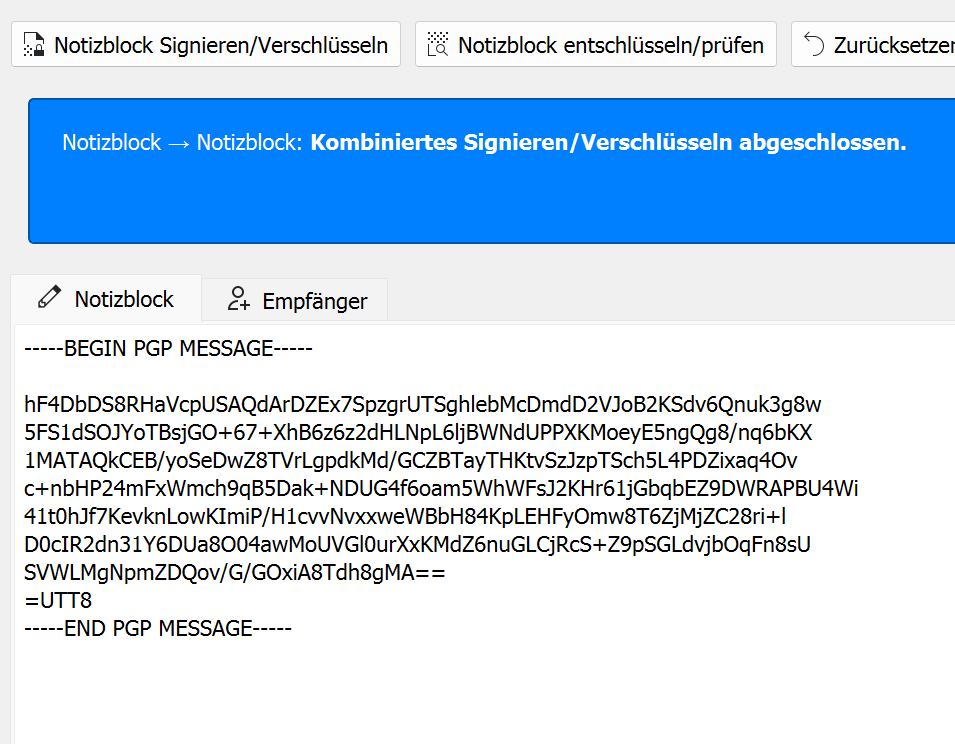 Notizblock Signieren/Verschlüsseln
Notizblock entschlüsseln/prüfen
Zurücksetzen
Notizblock → Notizblock: Kombiniertes Signieren/Verschlüsseln abgeschlossen.
Notizblock
Empfänger
-----BEGIN PGP MESSAGE-----

hF4DbDS8RHaVcpUSAQdArDZEx7SpzgrUTSghlebMcDmdD2VJoB2KSdv6Qnuk3g8w
5FS1dSOJYoTBsjGO+67+XhB6z6z2dHLNpL6ljBWNdUPPXKMoeyE5ngQg8/nq6bKX
1MATAQkCEB/yoSeDwZ8TVrLgpdkMd/GCZBTayTHKtvSzJzpTSch5L4PDZixaq4Ov
c+nbHP24mFxWmch9qB5Dak+NDUG4f6oam5WhWFsJ2KHr61jGbqbEZ9DWRAPBU4Wi
41t0hJf7KevknLowKImiP/H1cvvNvxxweWBbH84KpLEHFyOmw8T6ZjMjZC28ri+l
D0cIR2dn31Y6DUa8O04awMoUVGl0urXxKMdZ6nuGLCjRcS+Z9pSGLdvjbOqFn8sU
SVWLMgNpmZDQov/G/GOxiA8Tdh8gMA==
=UTT8
-----END PGP MESSAGE-----